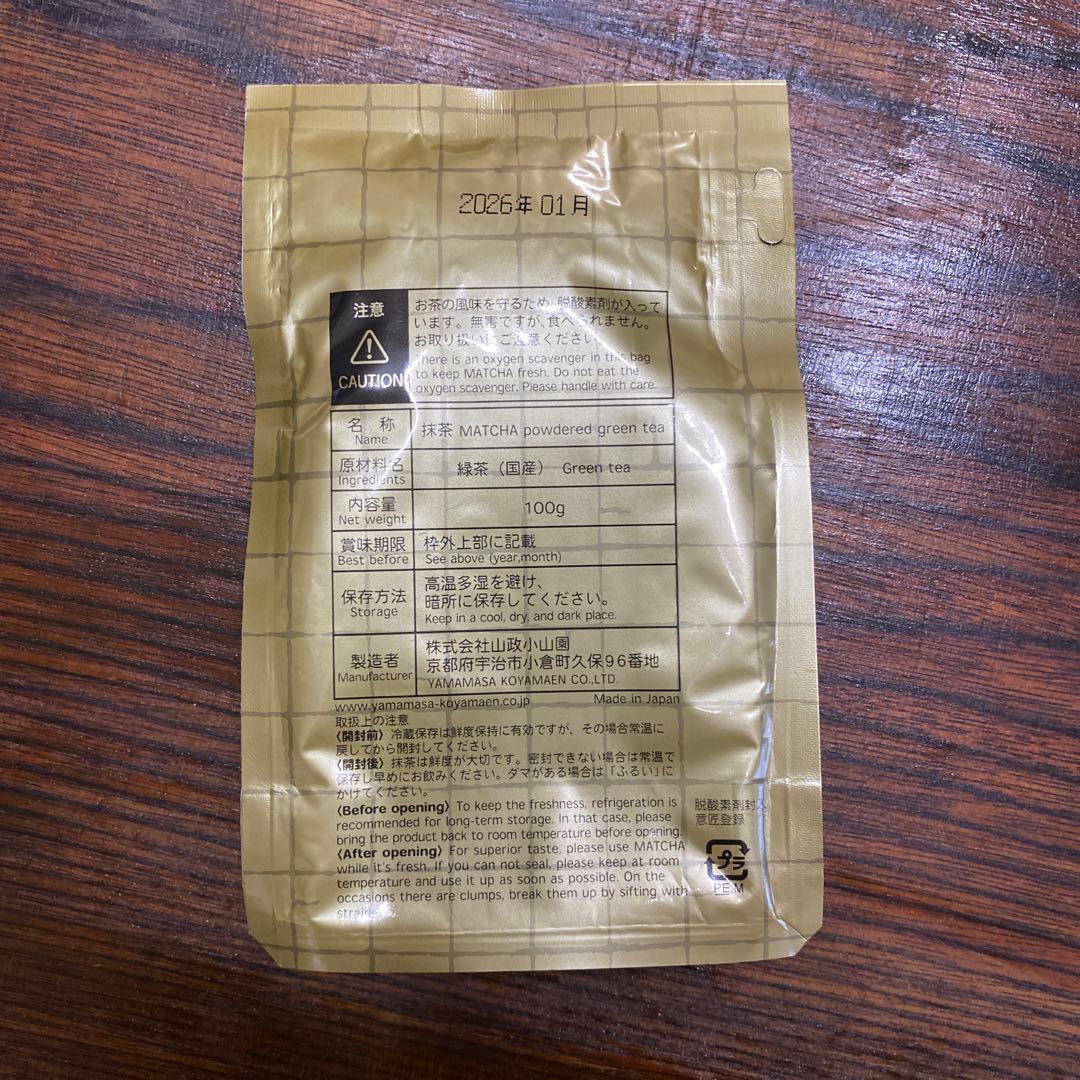 2026年01月
注意
CAUTION
お茶の風味を守るため、脱酸素剤が入って
います。無害ですが、食べられません。
お取り扱いにご注意ください。
There is an oxygen scavenger in this bag
to keep MATCHA fresh. Do not eat the
oxygen scavenger. Please handle with care.
名 称
Name
抹茶 MATCHA powdered green tea
原材料名
Ingredients
緑茶（国産） Green tea
内容量
Net weight
100g
賞味期限
Best before
枠外上部に記載
See above (year,month)
保存方法
Storage
高温多湿を避け、
暗所に保存してください。
Keep in a cool, dry, and dark place.
製造者
Manufacturer
株式会社山政小山園
京都府宇治市小倉町久保96番地
YAMAMASA KOYAMAEN CO.,LTD.
www.yamamasa-koyamaen.co.jp Made in Japan
取扱上の注意
〈開封前〉冷蔵保存は鮮度保持に有効ですが、その場合常温に
戻してから開封してください。
〈開封後〉抹茶は鮮度が大切です。密封できない場合は常温で
保存し早めにお飲みください。ダマがある場合は「ふるい」に
かけてください。
〈Before opening〉To keep the freshness, refrigeration is
recommended for long-term storage. In that case, please
bring the product back to room temperature before opening.
〈After opening〉For superior taste, please use MATCHA
while it's fresh. If you can not seal, please keep at room
temperature and use it up as soon as possible. On the
occasions there are clumps, break them up by sifting with
脱酸素剤封入
意匠登録
プラ
PE,M